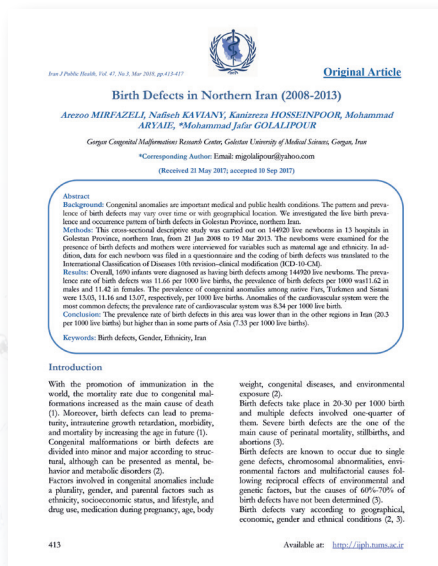 Iran J Public Health, Vol. 47, No.3, Mar 2018, pp.413-417
Original Article
Birth Defects in Northern Iran (2008-2013)
Arezoo MIRFAZELI, Nafiseh KAVIANY, Kanizreza HOSSEINPOOR, Mohammad
ARYAIE, *Mohammad Jafar GOLALIPOUR
Gorgan Congenital Malformations Research Center, Golestan University of Medical Sciences, Gorgan, Iran
*Corresponding Author: Email: mjgolalipour@yahoo.com
(Received 21 May 2017; accepted 10 Sep 2017)
Abstract
Background: Congenital anomalies are important medical and public health conditions. The pattern and preva-
lence of birth defects may vary over time or with geographical location. We investigated the live birth preva-
lence and occurrence pattern of birth defects in Golestan Province, northern Iran.
Methods: This cross-sectional descriptive study was carried out on 144920 live newborns in 13 hospitals in
Golestan Province, northern Iran, from 21 Jan 2008 to 19 Mar 2013. The newborns were examined for the
presence of birth defects and mothers were interviewed for variables such as maternal age and ethnicity. In ad-
dition, data for each newborn was filed in a questionnaire and the coding of birth defects was translated to the
International Classification of Diseases 10th revision–clinical modification (ICD-10-CM).
Results: Overall, 1690 infants were diagnosed as having birth defects among 144920 live newborns. The preva-
lence rate of birth defects was 11.66 per 1000 live births, the prevalence of birth defects per 1000 was11.62 in
males and 11.42 in females. The prevalence of congenital anomalies among native Fars, Turkmen and Sistani
were 13.03, 11.16 and 13.07, respectively, per 1000 live births. Anomalies of the cardiovascular system were the
most common defects; the prevalence rate of cardiovascular system was 8.34 per 1000 live birth.
Conclusion: The prevalence rate of birth defects in this area was lower than in the other regions in Iran (20.3
per 1000 live births) but higher than in some parts of Asia (7.33 per 1000 live births).
Keywords: Birth defects, Gender, Ethnicity, Iran
Introduction
With the promotion of immunization in the
world, the mortality rate due to congenital mal-
formations increased as the main cause of death
(1). Moreover, birth defects can lead to prema-
turity, intrauterine growth retardation, morbidity,
and mortality by increasing the age in future (1).
Congenital malformations or birth defects are
divided into minor and major according to struc-
tural, although can be presented as mental, be-
havior and metabolic disorders (2).
Factors involved in congenital anomalies include
a plurality, gender, and parental factors such as
ethnicity, socioeconomic status, and lifestyle, and
drug use, medication during pregnancy, age, body
weight, congenital diseases, and environmental
exposure (2).
Birth defects take place in 20-30 per 1000 birth
and multiple defects involved one-quarter of
them. Severe birth defects are the one of the
main cause of perinatal mortality, stillbirths, and
abortions (3).
Birth defects are known to occur due to single
gene defects, chromosomal abnormalities, envi-
ronmental factors and multifactorial causes fol-
lowing reciprocal effects of environmental and
genetic factors, but the causes of 60%-70% of
birth defects have not been determined (3).
Birth defects vary according to geographical,
economic, gender and ethnical conditions (2, 3).
413
Available at: http://ijph.tums.ac.ir